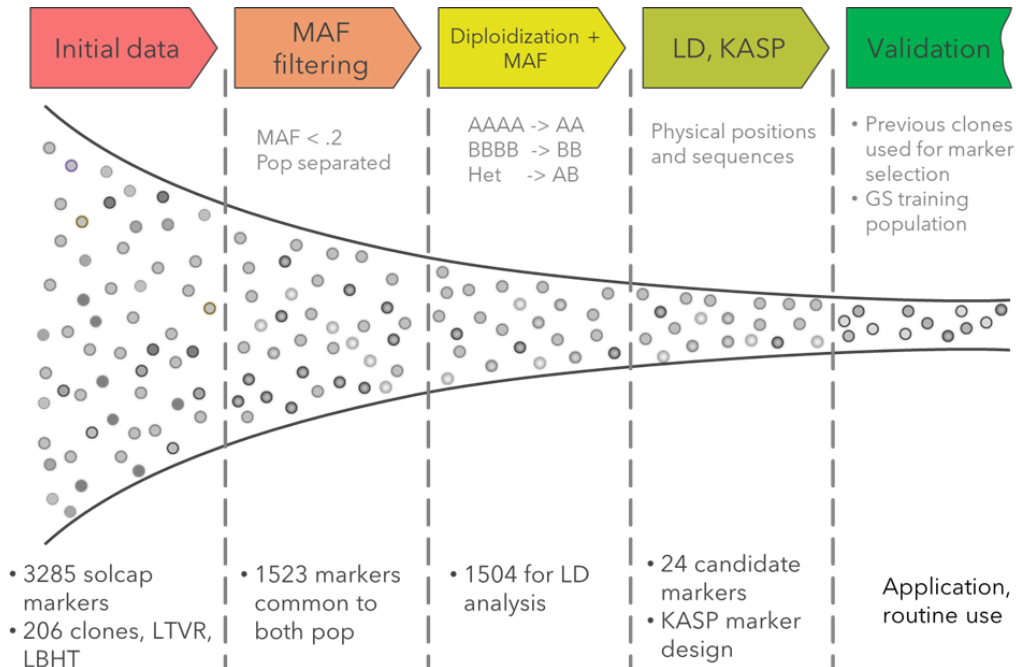 Initial data
MAF
filtering
Diploidization +
MAF
LD, KASP
Validation
MAF < .2
Pop separated
AAAA -> AA
BBBB -> BB
Het -> AB
Physical positions
and sequences
• Previous clones
used for marker
selection
• GS training
population
• 3285 solcap
markers
• 206 clones, LTVR,
LBHT
• 1523 markers
common to
both pop
• 1504 for LD
analysis
• 24 candidate
markers
• KASP marker
design
Application,
routine use